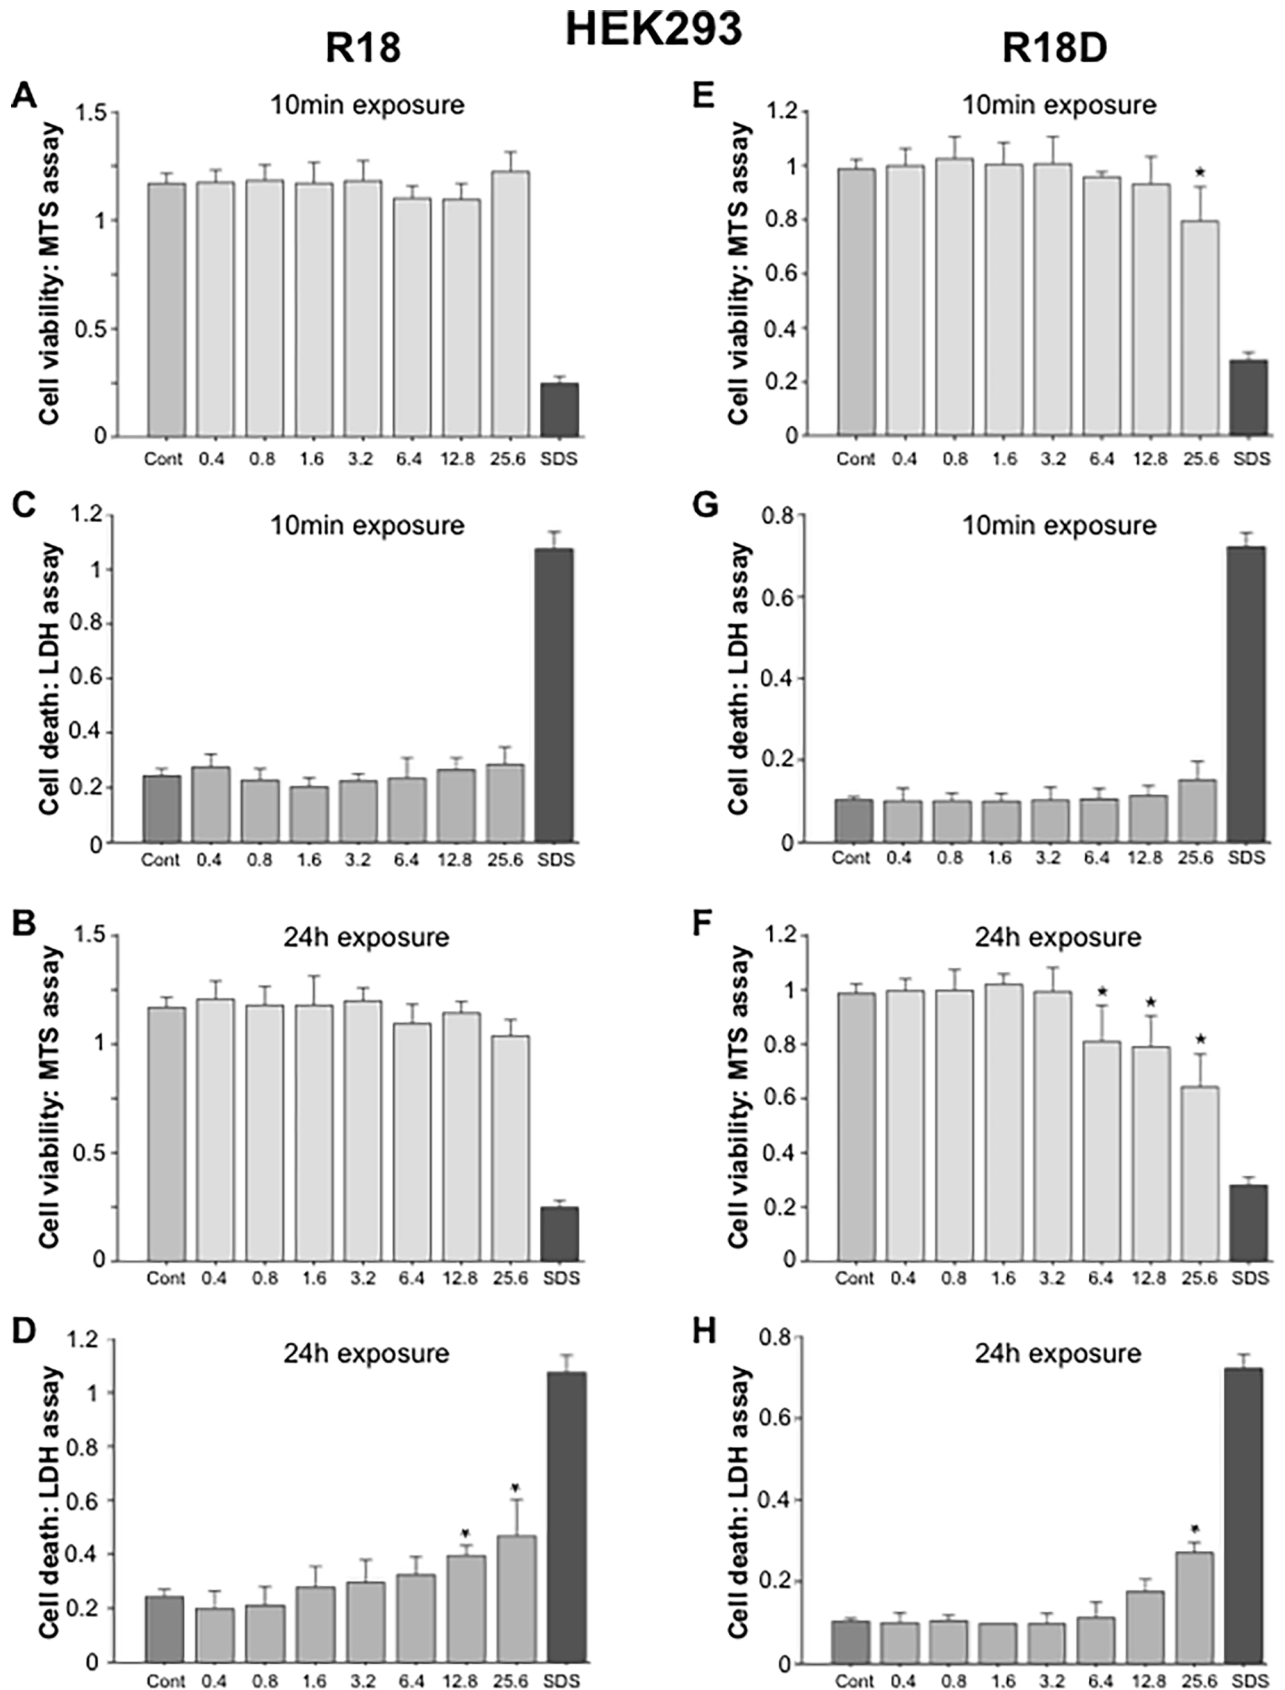 HEK293
R18
R18D
A
10min exposure
Cell viability: MTS assay
1.5
1
0.5
0
Cont 0.4 0.8 1.6 3.2 6.4 12.8 25.6 SDS
E
10min exposure
Cell viability: MTS assay
1.2
1
0.8
0.6
0.4
0.2
0
★
Cont 0.4 0.8 1.6 3.2 6.4 12.8 25.6 SDS
C
10min exposure
Cell death: LDH assay
1.2
1
0.8
0.6
0.4
0.2
0
Cont 0.4 0.8 1.6 3.2 6.4 12.8 25.6 SDS
G
10min exposure
Cell death: LDH assay
0.8
0.6
0.4
0.2
0
Cont 0.4 0.8 1.6 3.2 6.4 12.8 25.6 SDS
B
24h exposure
Cell viability: MTS assay
1.5
1
0.5
0
Cont 0.4 0.8 1.6 3.2 6.4 12.8 25.6 SDS
F
24h exposure
Cell viability: MTS assay
1.2
1
0.8
0.6
0.4
0.2
0
★ ★ ★
Cont 0.4 0.8 1.6 3.2 6.4 12.8 25.6 SDS
D
24h exposure
Cell death: LDH assay
1.2
1
0.8
0.6
0.4
0.2
0
Cont 0.4 0.8 1.6 3.2 6.4 12.8 25.6 SDS
H
24h exposure
Cell death: LDH assay
0.8
0.6
0.4
0.2
0
Cont 0.4 0.8 1.6 3.2 6.4 12.8 25.6 SDS